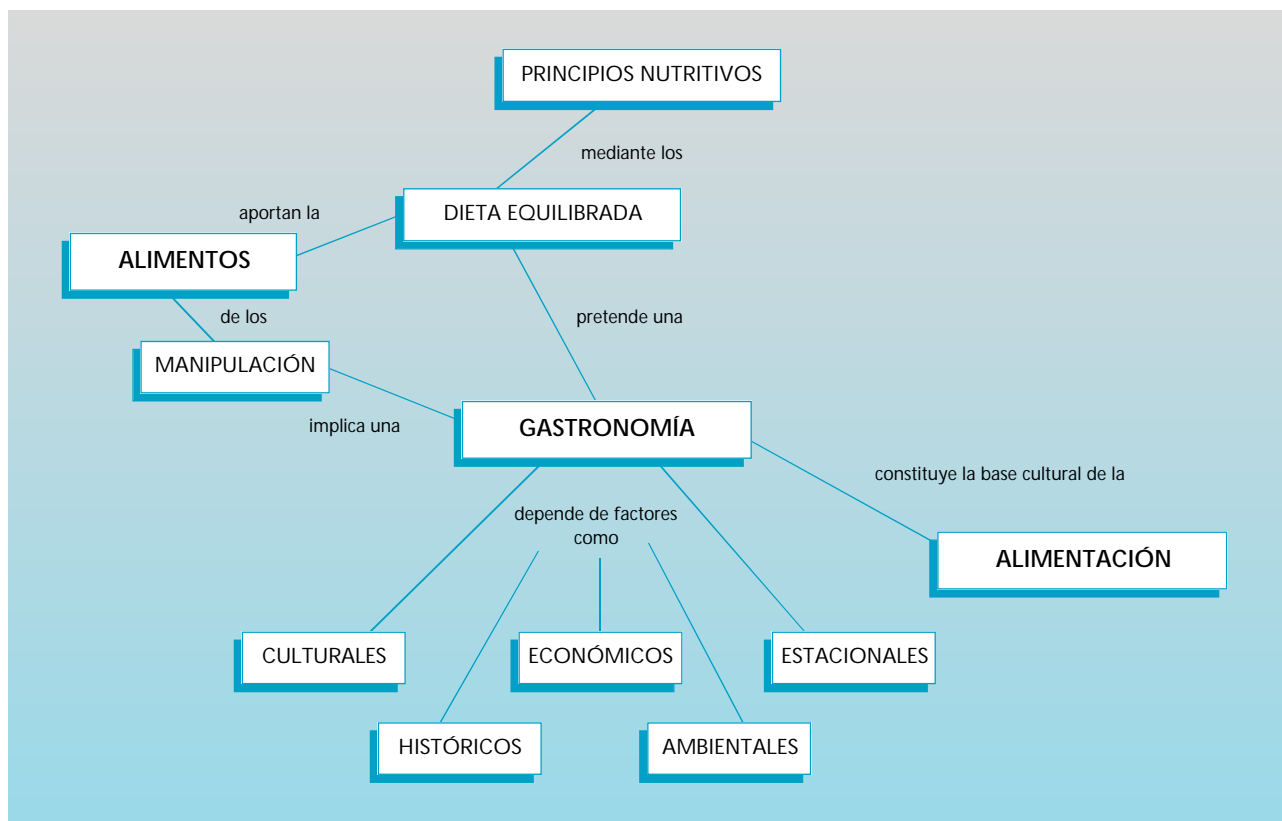 PRINCIPIOS NUTRITIVOS
mediante los
DIETA EQUILIBRADA
aportan la
ALIMENTOS
de los
pretende una
MANIPULACIÓN
implica una
GASTRONOMÍA
constituye la base cultural de la
depende de factores
como
ALIMENTACIÓN
CULTURALES
ECONÓMICOS
ESTACIONALES
HISTÓRICOS
AMBIENTALES